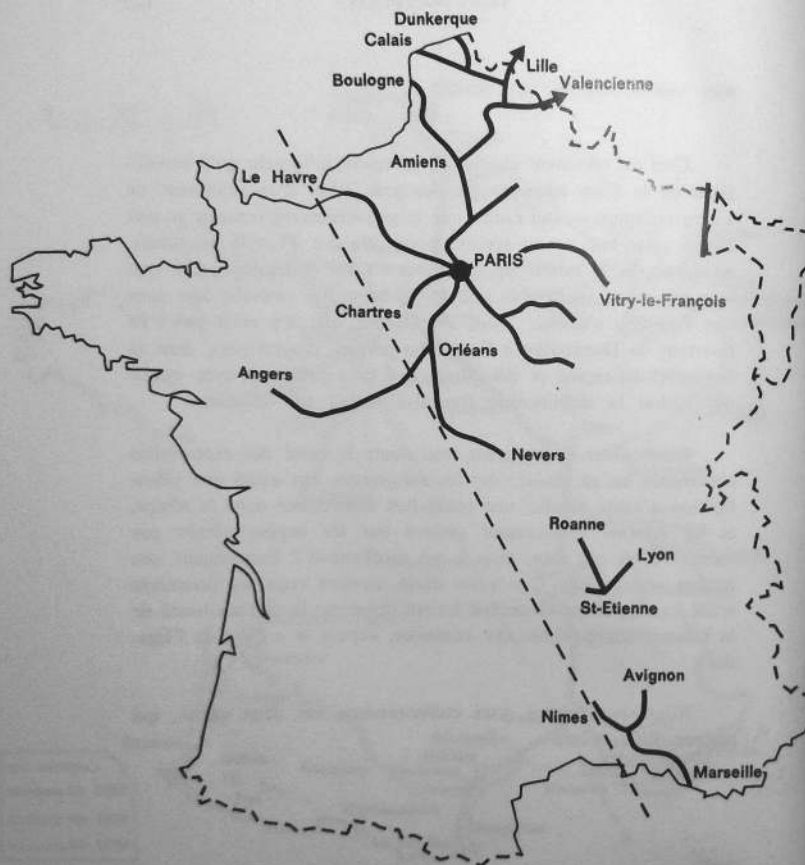 Dunkerque
Calais
Lille
Boulogne
Valencienne
Amiens
Le Havre
PARIS
Vitry-le-François
Chartres
Orléans
Angers
Nevers
Roanne
Lyon
St-Etienne
Avignon
Nimes
Marseille